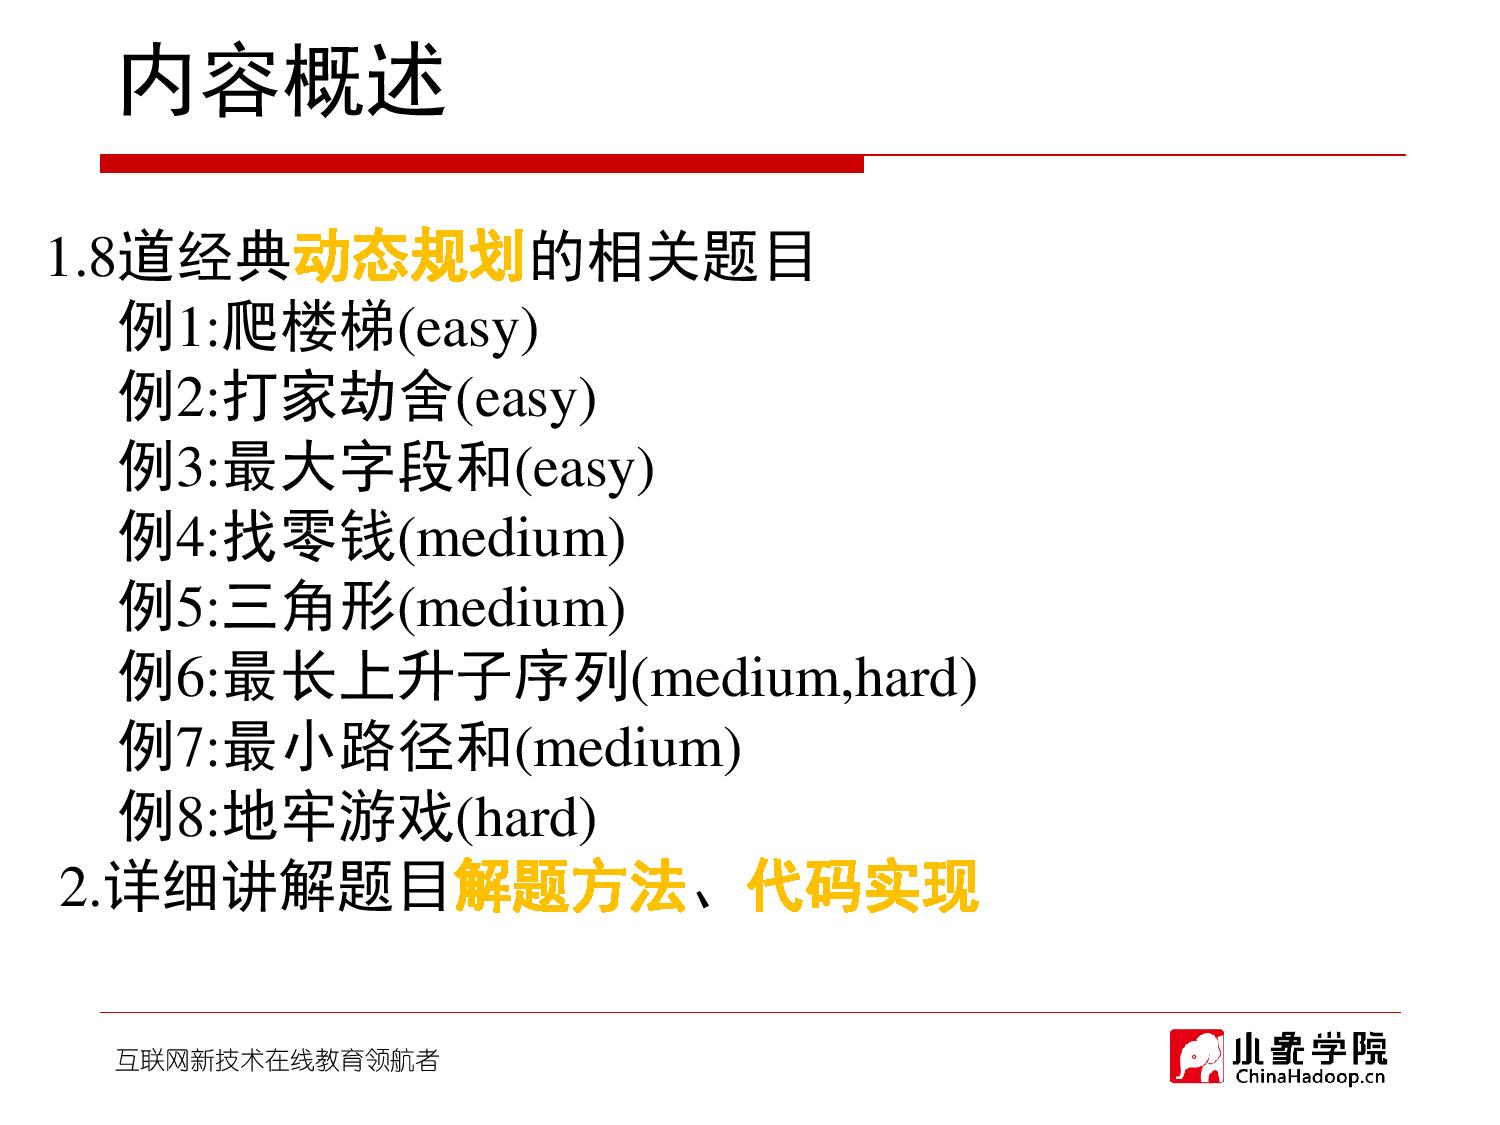 内容概述
1.8道经典动态规划的相关题目
例1:爬楼梯(easy)
例2:打家劫舍(easy)
例3:最大字段和(easy)
例4:找零钱(medium)
例5:三角形(medium)
例6:最长上升子序列(medium,hard)
例7:最小路径和(medium)
例8:地牢游戏(hard)
2.详细讲解题目解题方法、代码实现
互联网新技术在线教育领航者
小象学院
ChinaHadoop.cn